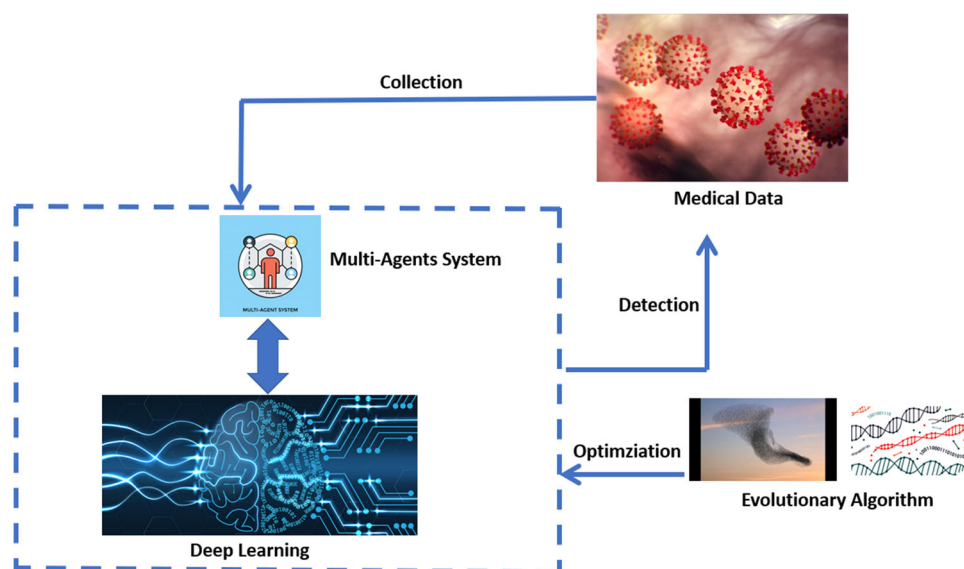 Collection
Medical Data
Multi-Agents System
MULTI-AGENT SYSTEM
Detection
Optimziation
Evolutionary Algorithm
Deep Learning